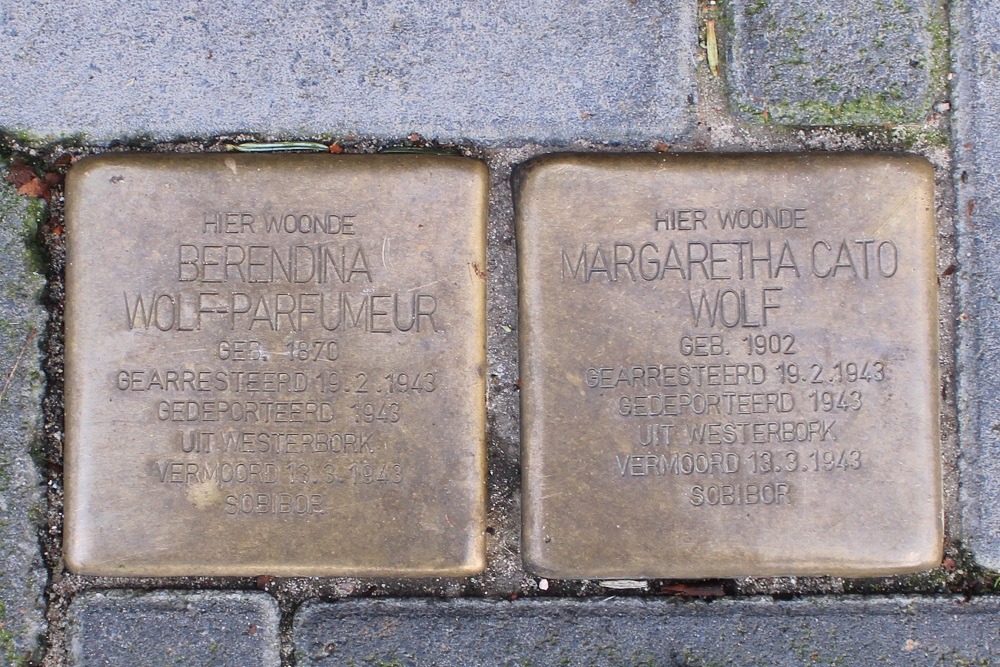 HIER WOONDE
BERENDINA
WOLF-PARFUMEUR
GEB. 1870
GEARRESTEERD 19.2.1943
GEDEPORTEERD 1943
UIT WESTERBORK
VERMOORD 13.3.1943
SOBIBOR
HIER WOONDE
MARGARETHA CATO
WOLF
GEB. 1902
GEARRESTEERD 19.2.1943
GEDEPORTEERD 1943
UIT WESTERBORK
VERMOORD 13.3.1943
SOBIBOR